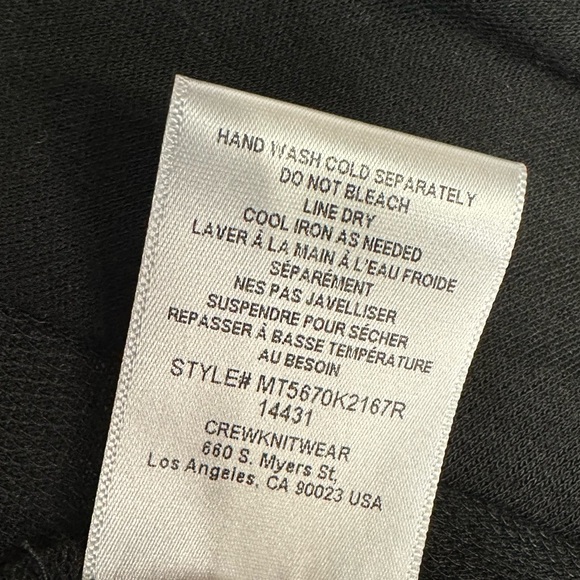 HAND WASH COLD SEPARATELY
DO NOT BLEACH
LINE DRY
COOL IRON AS NEEDED
LAVER À LA MAIN À L'EAU FROIDE
SÉPARÉMENT
NES PAS JAVELLISER
SUSPENDRE POUR SÉCHER
REPASSER À BASSE TEMPÉRATURE
AU BESOIN
STYLE# MT5670K2167R
14431
CREWKNITWEAR
660 S. Myers St,
Los Angeles, CA 90023 USA